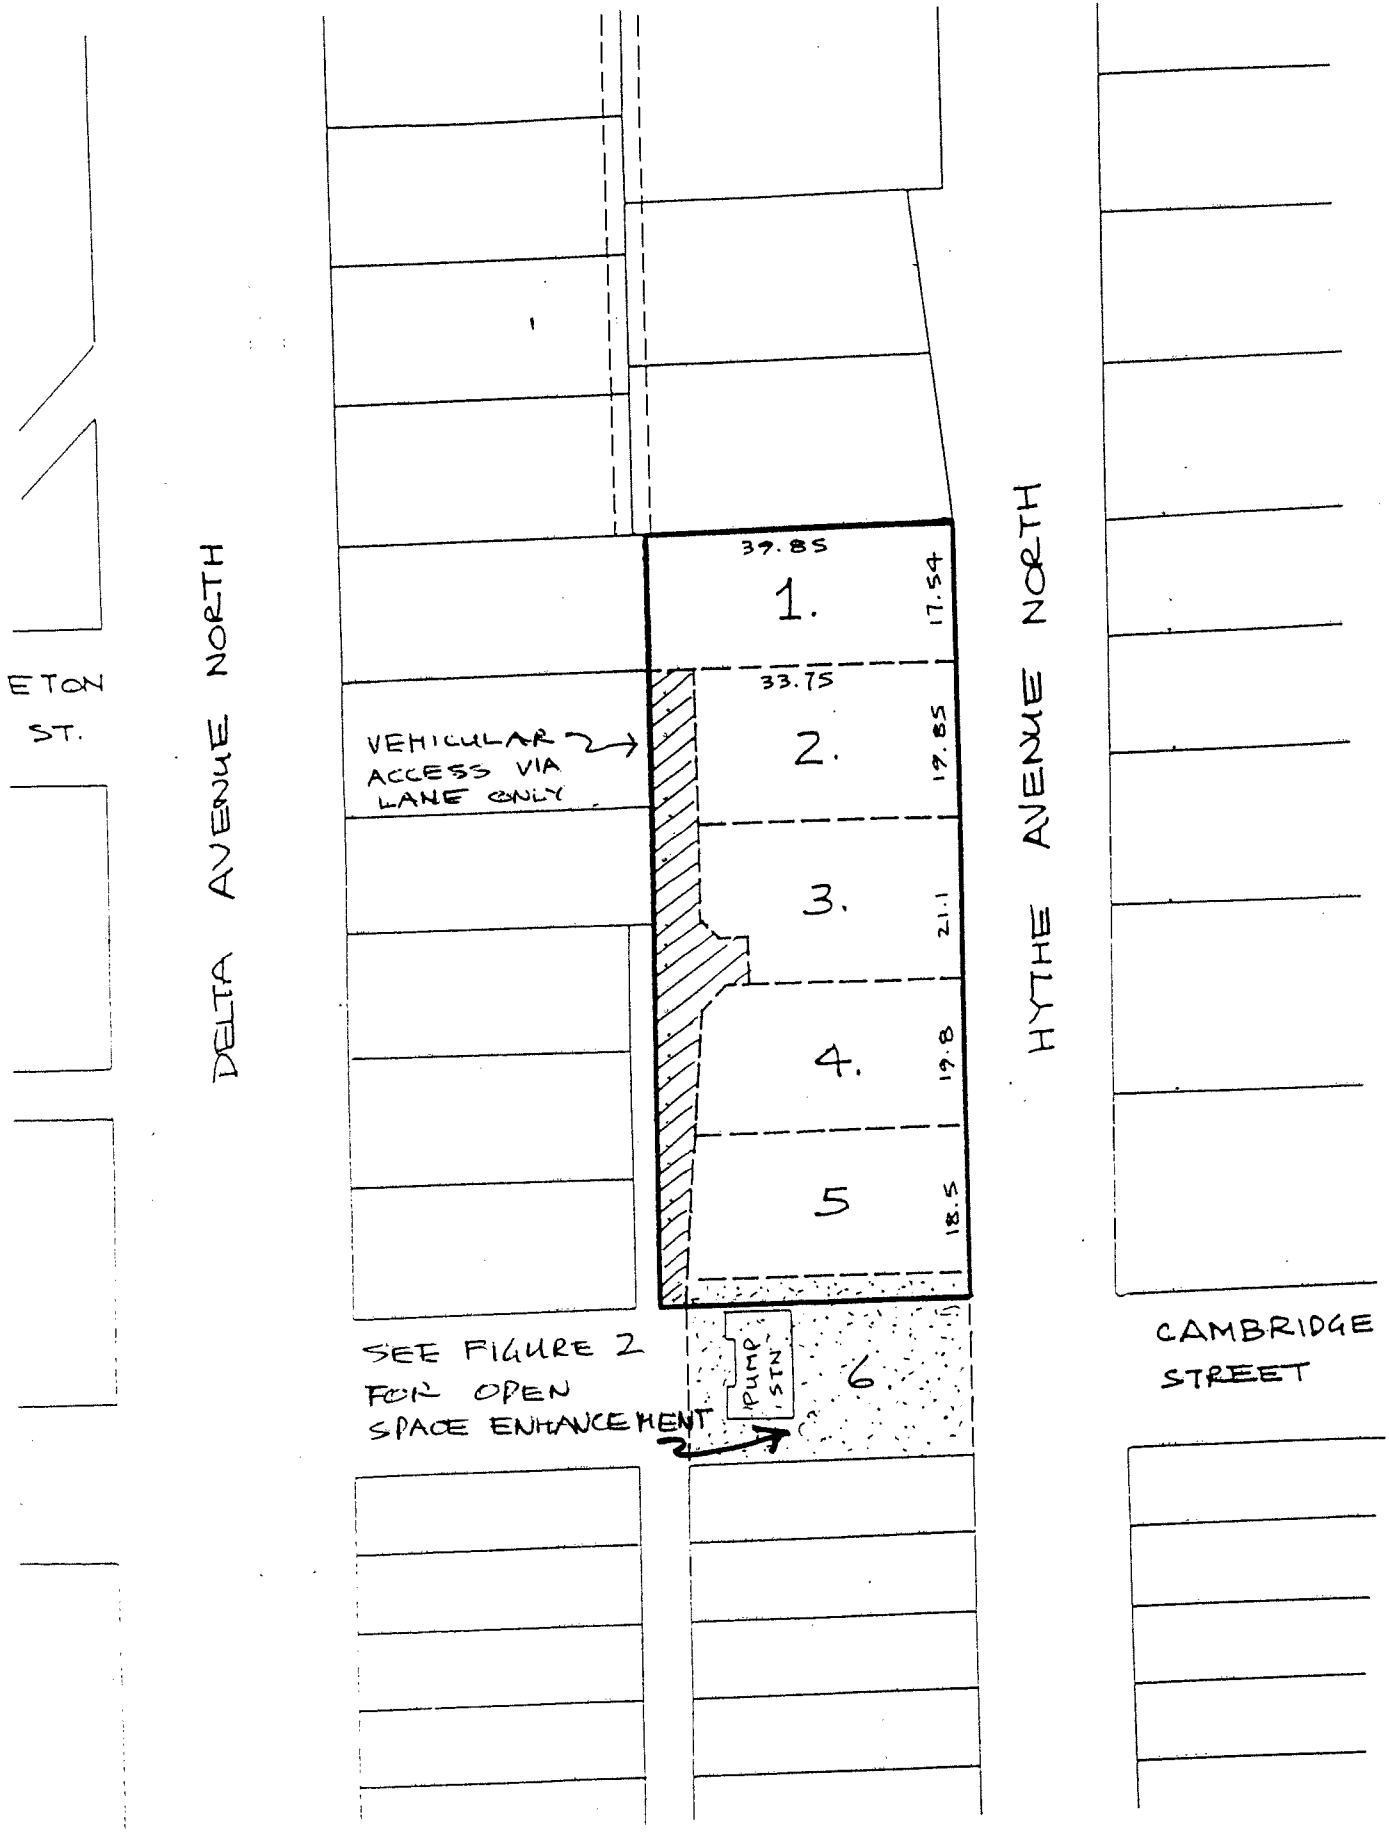 39.85
1.
17.54
33.75
2.
19.85
3.
21.1
4.
19.8
5
18.5
6
PUMP
STN
ETON
ST.
DELTA AVENUE NORTH
HYTHE AVENUE NORTH
VEHICULAR
ACCESS VIA
LANE ONLY
SEE FIGURE 2
FOR OPEN
SPACE ENHANCEMENT
CAMBRIDGE
STREET